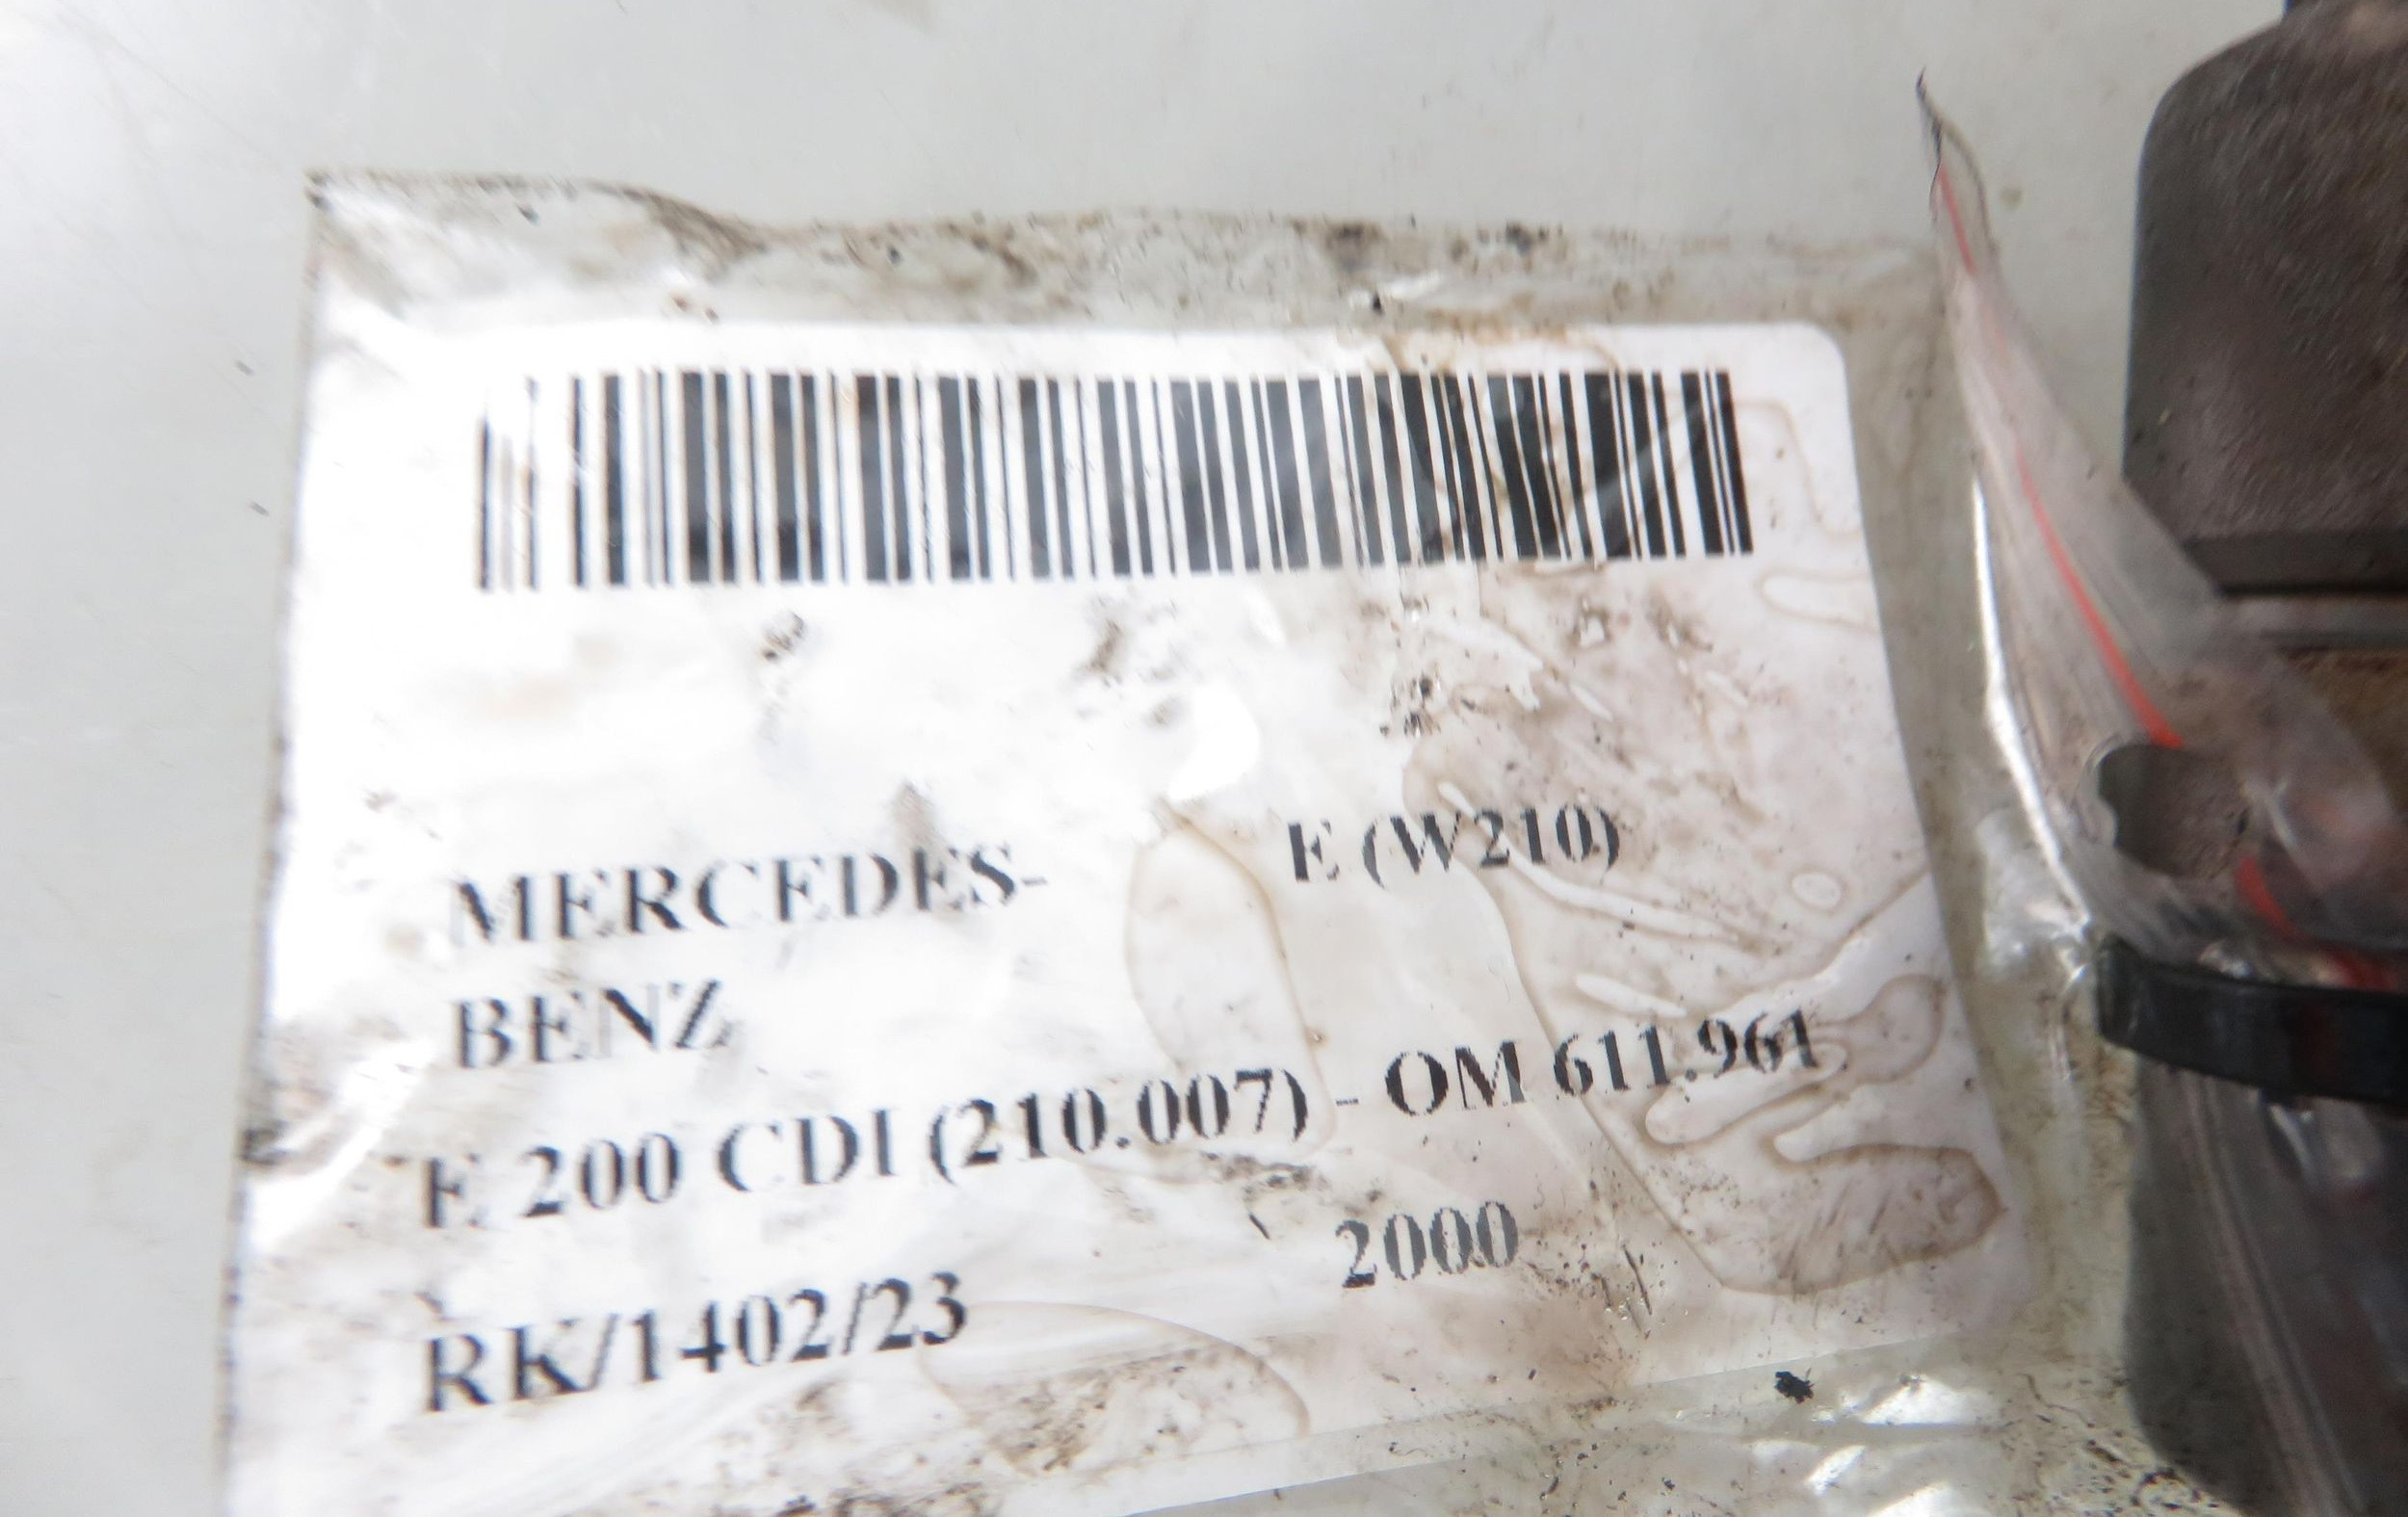 MERCEDES- E (W210)
BENZ
E 200 CDI (210.007) - OM 611.961
RK/1402/23 2000